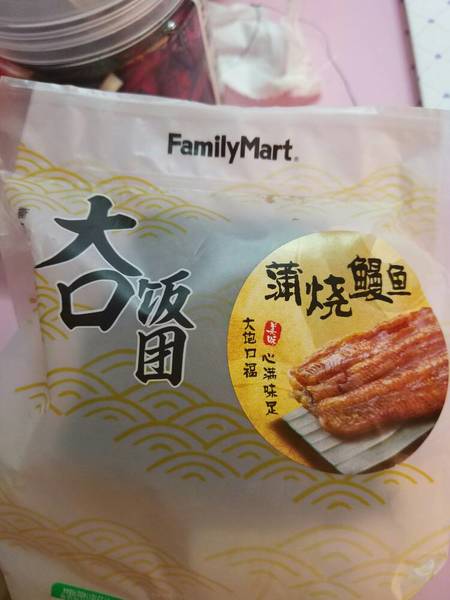 FamilyMart
大口
饭团
蒲烧鳗鱼
美味
大饱口福
心满味足